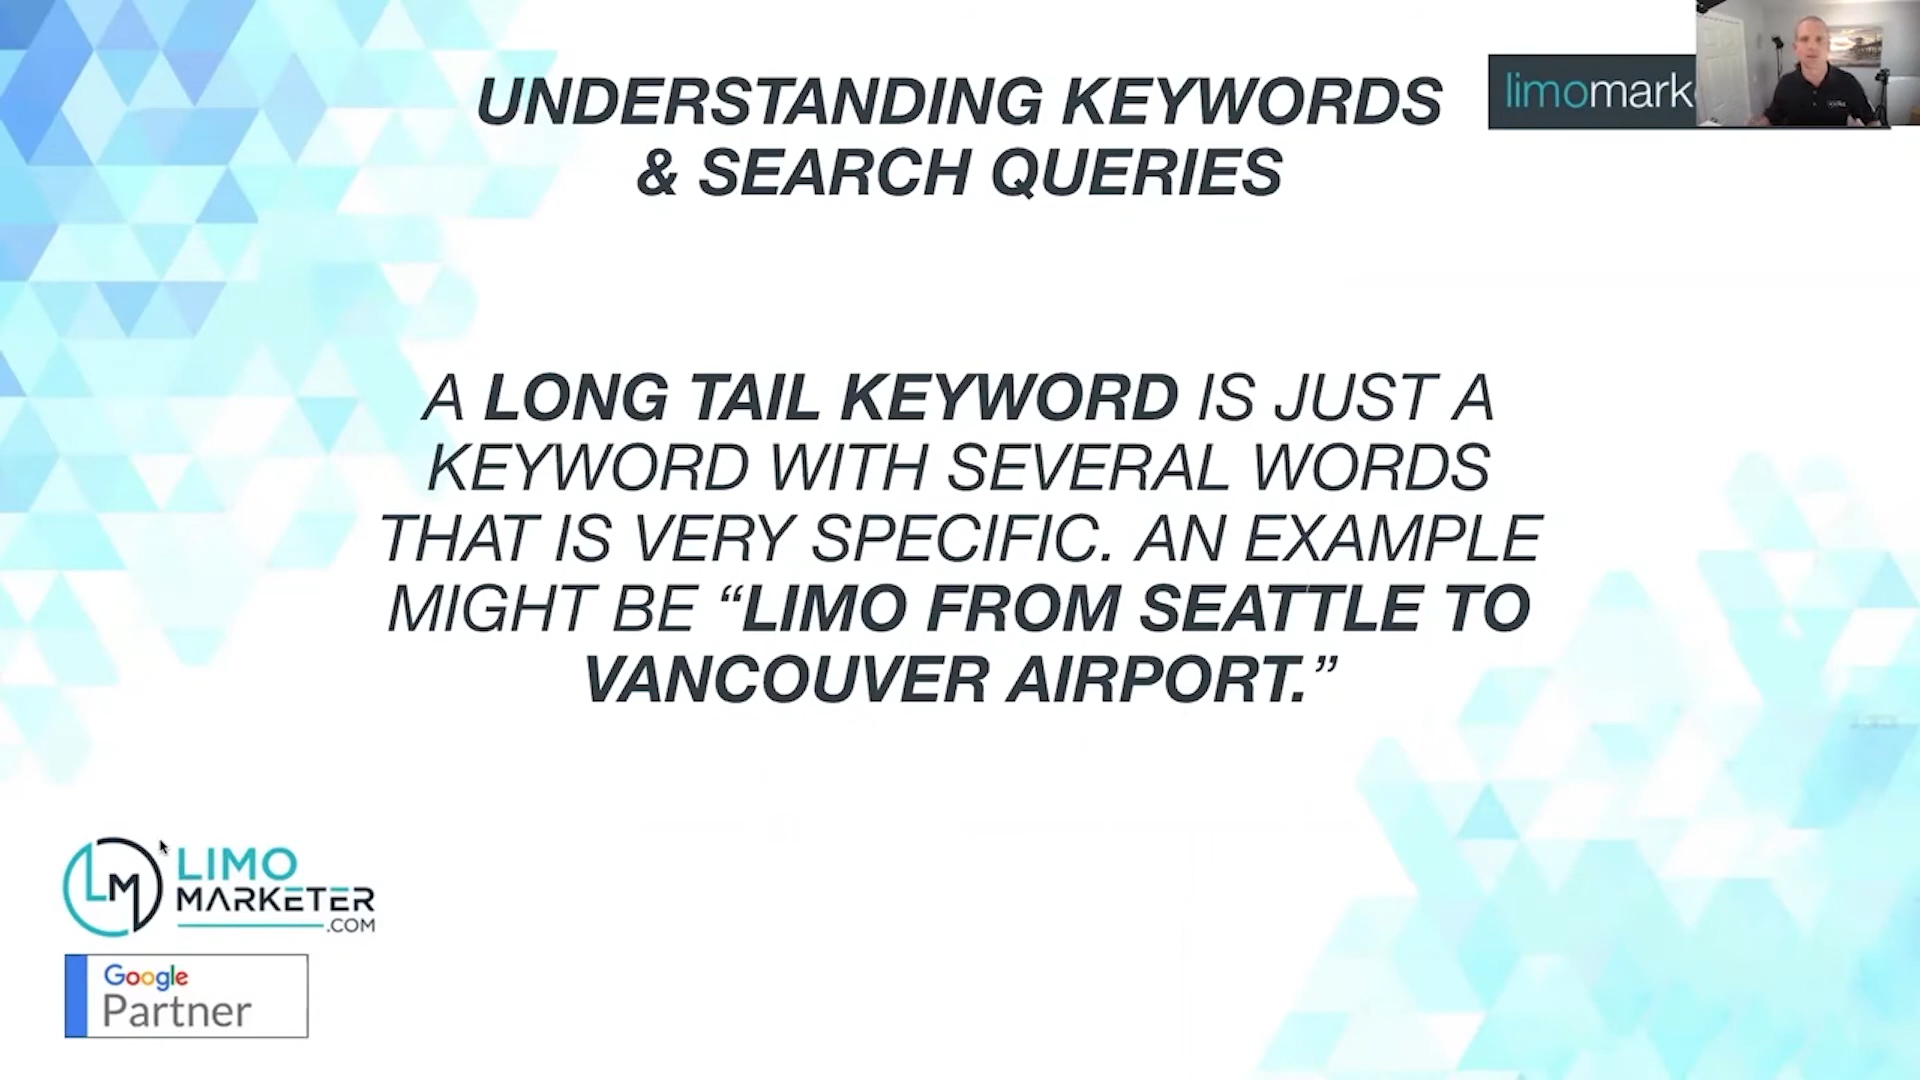 UNDERSTANDING KEYWORDS
& SEARCH QUERIES
limomark
A LONG TAIL KEYWORD IS JUST A
KEYWORD WITH SEVERAL WORDS
THAT IS VERY SPECIFIC. AN EXAMPLE
MIGHT BE “LIMO FROM SEATTLE TO
VANCOUVER AIRPORT.”
LM
LIMO
MARKETER
.COM
Google
Partner